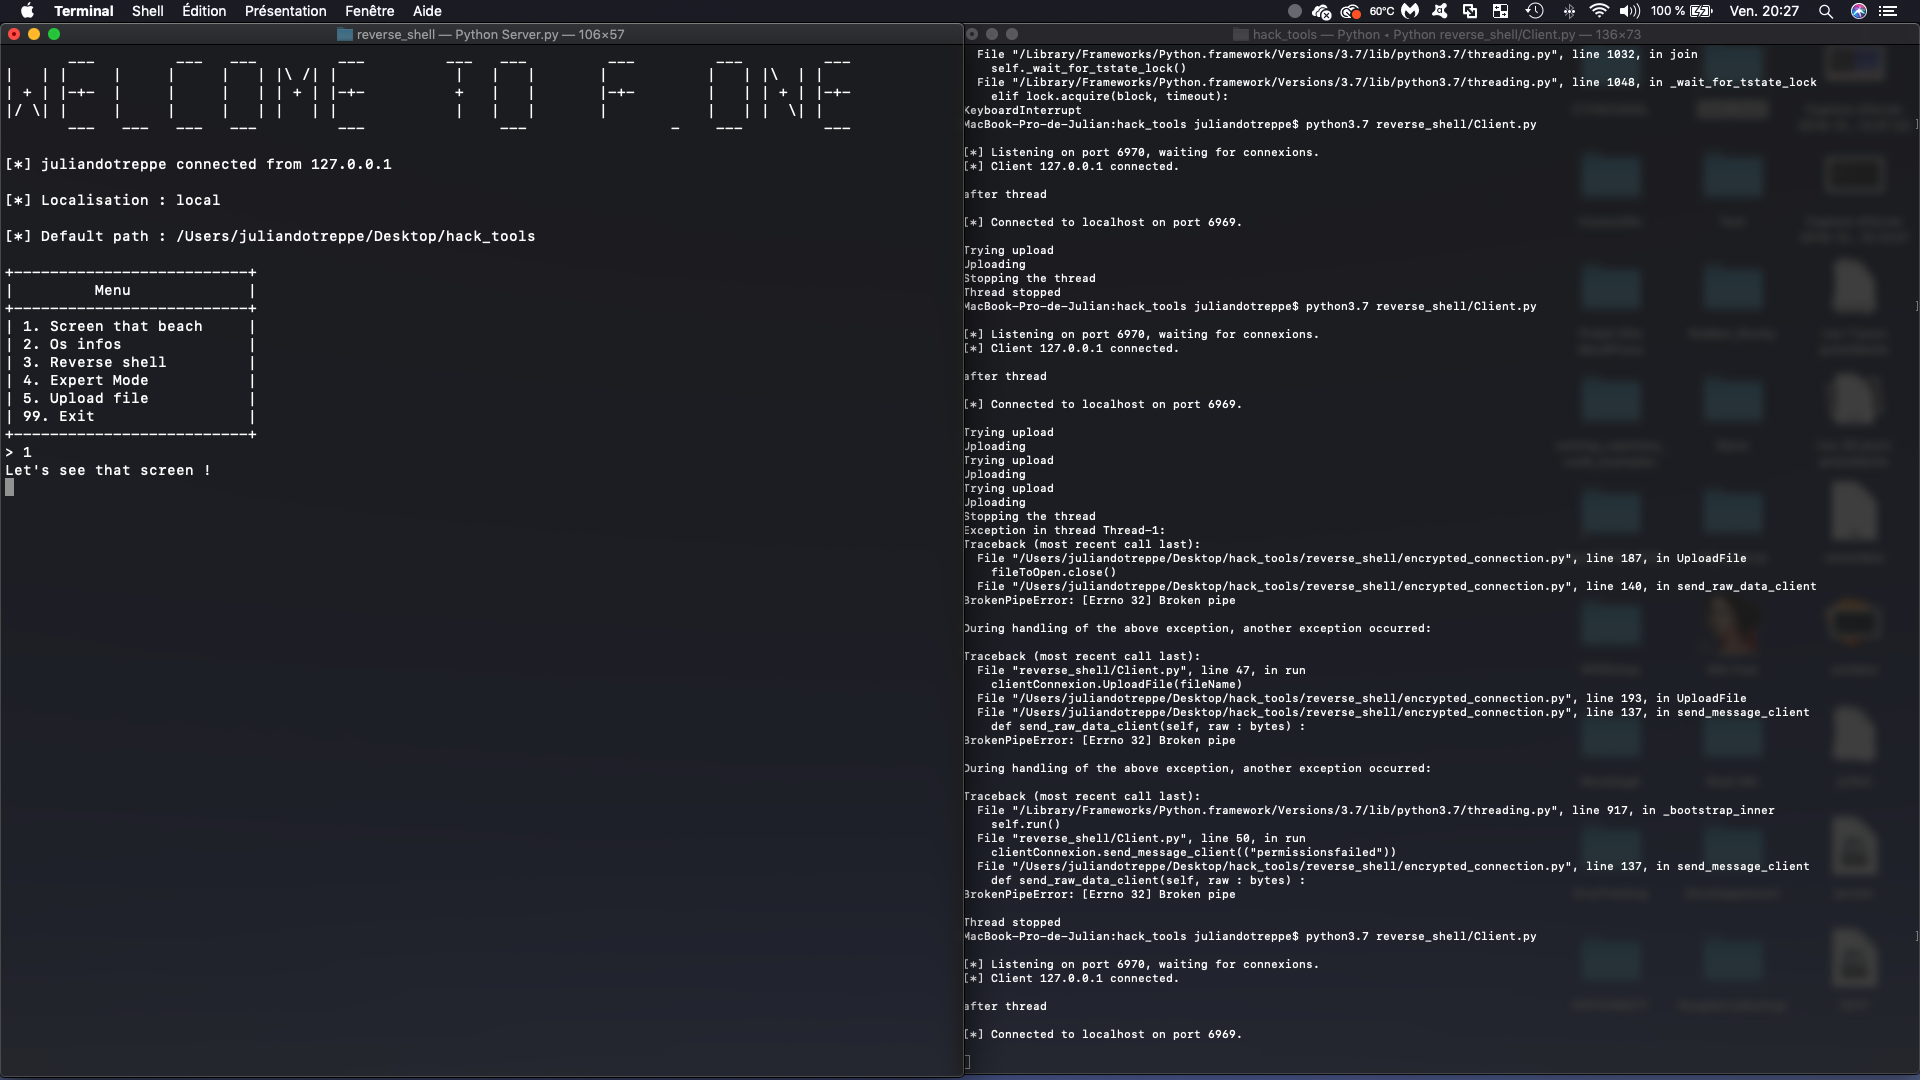 Terminal Shell Édition Présentation Fenêtre Aide 60°C 100 % Ven. 20:27
reverse_shell — Python Server.py — 106×57
WELCOME TO F_ONE
[*] juliandotreppe connected from 127.0.0.1
[*] Localisation : local
[*] Default path : /Users/juliandotreppe/Desktop/hack_tools
+--------------------------+
| Menu |
+--------------------------+
| 1. Screen that beach |
| 2. Os infos |
| 3. Reverse shell |
| 4. Expert Mode |
| 5. Upload file |
| 99. Exit |
+--------------------------+
> 1
Let's see that screen !
hack_tools — Python • Python reverse_shell/Client.py — 136×73
File "/Library/Frameworks/Python.framework/Versions/3.7/lib/python3.7/threading.py", line 1032, in join
self._wait_for_tstate_lock()
File "/Library/Frameworks/Python.framework/Versions/3.7/lib/python3.7/threading.py", line 1048, in _wait_for_tstate_lock
elif lock.acquire(block, timeout):
KeyboardInterrupt
MacBook-Pro-de-Julian:hack_tools juliandotreppe$ python3.7 reverse_shell/Client.py
[*] Listening on port 6970, waiting for connexions.
[*] Client 127.0.0.1 connected.
after thread
[*] Connected to localhost on port 6969.
Trying upload
Uploading
Stopping the thread
Thread stopped
MacBook-Pro-de-Julian:hack_tools juliandotreppe$ python3.7 reverse_shell/Client.py
[*] Listening on port 6970, waiting for connexions.
[*] Client 127.0.0.1 connected.
after thread
[*] Connected to localhost on port 6969.
Trying upload
Uploading
Trying upload
Uploading
Trying upload
Uploading
Stopping the thread
Exception in thread Thread-1:
Traceback (most recent call last):
File "/Users/juliandotreppe/Desktop/hack_tools/reverse_shell/encrypted_connection.py", line 187, in UploadFile
fileToOpen.close()
File "/Users/juliandotreppe/Desktop/hack_tools/reverse_shell/encrypted_connection.py", line 140, in send_raw_data_client
BrokenPipeError: [Errno 32] Broken pipe
During handling of the above exception, another exception occurred:
Traceback (most recent call last):
File "reverse_shell/Client.py", line 47, in run
clientConnexion.UploadFile(fileName)
File "/Users/juliandotreppe/Desktop/hack_tools/reverse_shell/encrypted_connection.py", line 193, in UploadFile
File "/Users/juliandotreppe/Desktop/hack_tools/reverse_shell/encrypted_connection.py", line 137, in send_message_client
def send_raw_data_client(self, raw : bytes) :
BrokenPipeError: [Errno 32] Broken pipe
During handling of the above exception, another exception occurred:
Traceback (most recent call last):
File "/Library/Frameworks/Python.framework/Versions/3.7/lib/python3.7/threading.py", line 917, in _bootstrap_inner
self.run()
File "reverse_shell/Client.py", line 50, in run
clientConnexion.send_message_client(("permissionsfailed"))
File "/Users/juliandotreppe/Desktop/hack_tools/reverse_shell/encrypted_connection.py", line 137, in send_message_client
def send_raw_data_client(self, raw : bytes) :
BrokenPipeError: [Errno 32] Broken pipe
Thread stopped
MacBook-Pro-de-Julian:hack_tools juliandotreppe$ python3.7 reverse_shell/Client.py
[*] Listening on port 6970, waiting for connexions.
[*] Client 127.0.0.1 connected.
after thread
[*] Connected to localhost on port 6969.